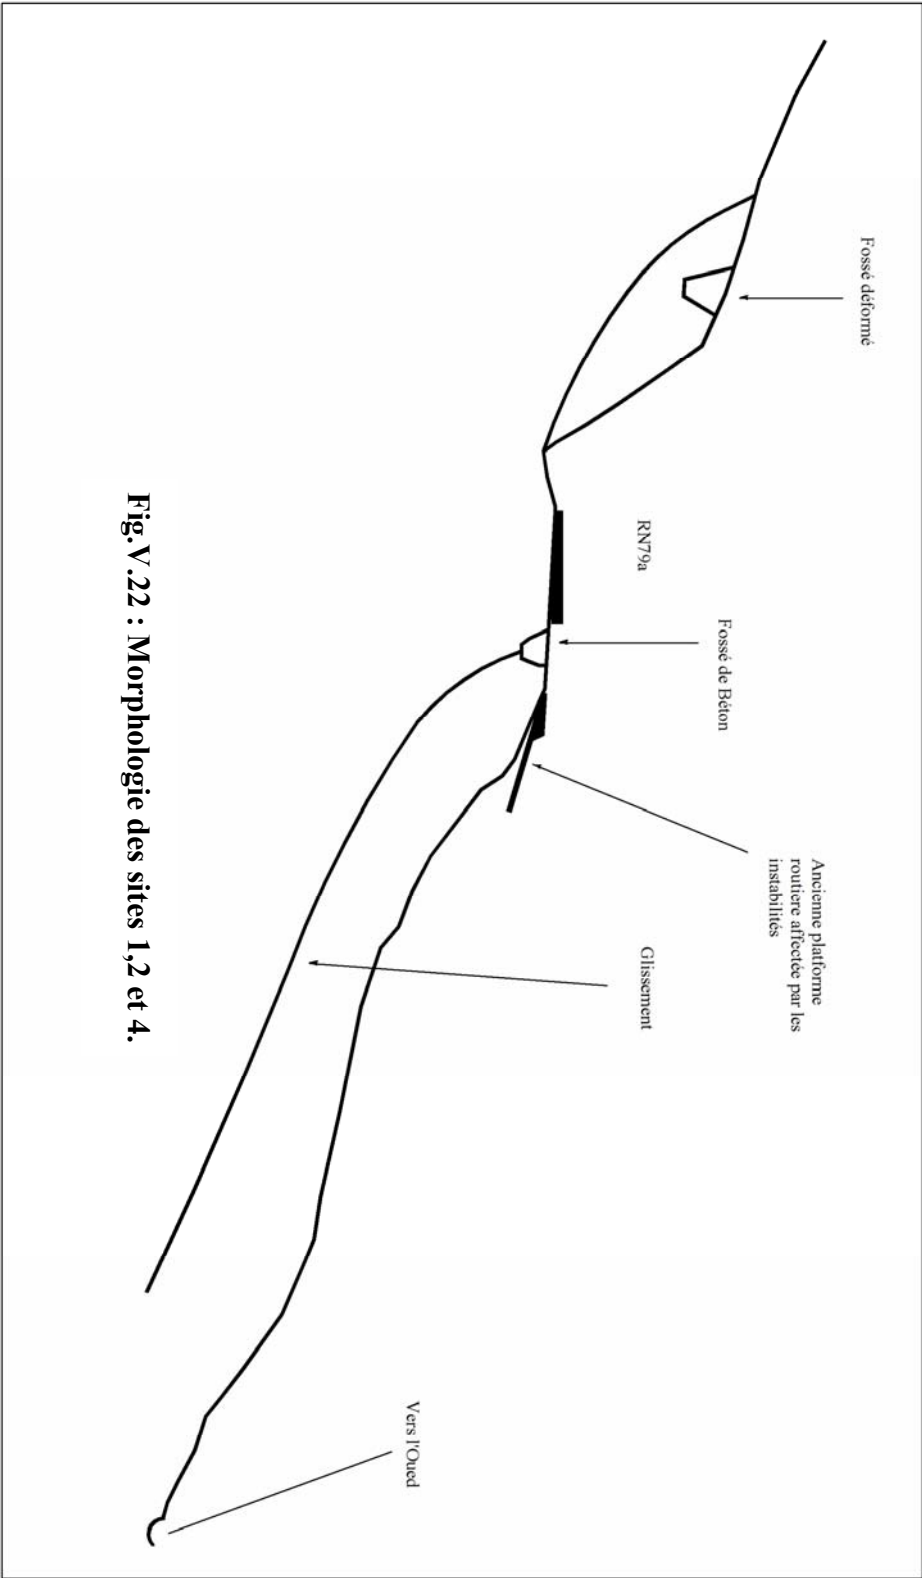 Fossé déformé
RN79a
Fossé de Béton
Ancienne platforme
routiere affectée par les
instabilités
Glissement
Vers l'Oued
Fig.V.22 : Morphologie des sites 1,2 et 4.